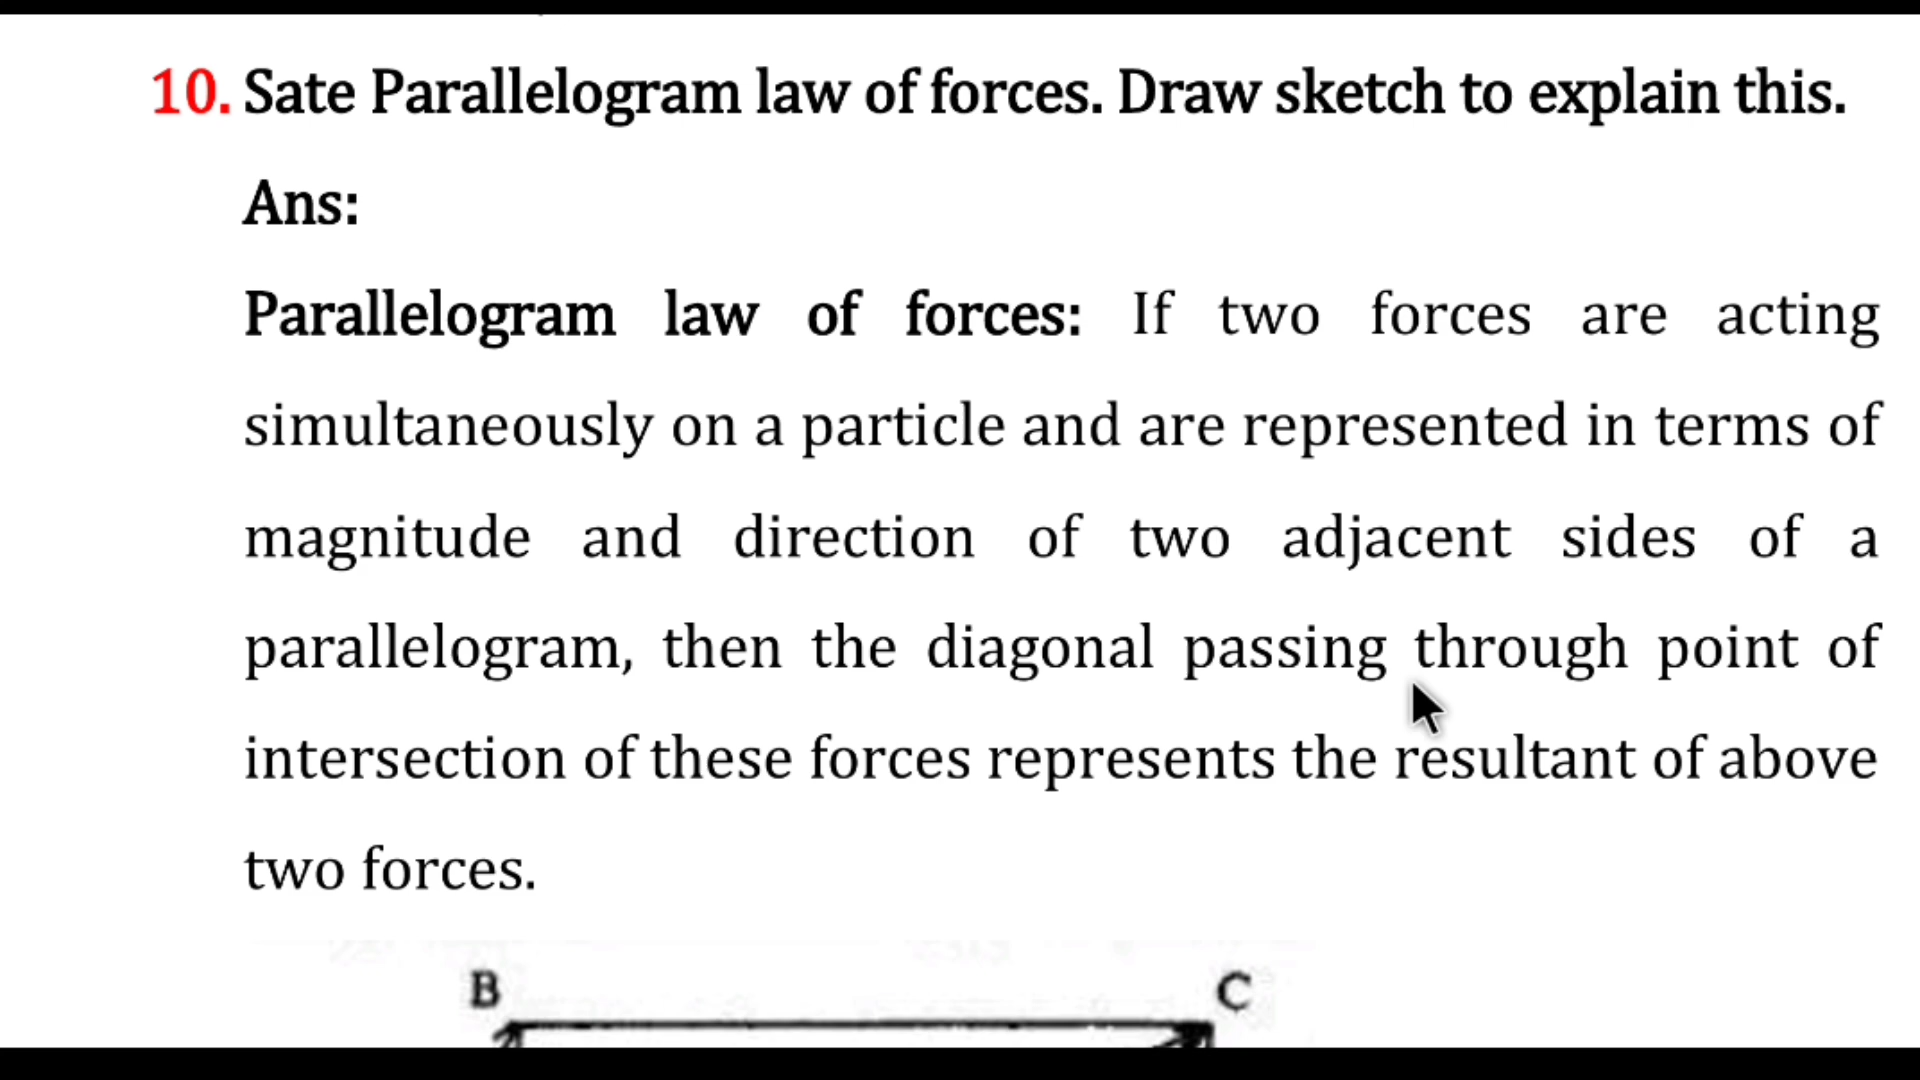 10. Sate Parallelogram law of forces. Draw sketch to explain this.
Ans:
Parallelogram law of forces: If two forces are acting
simultaneously on a particle and are represented in terms of
magnitude and direction of two adjacent sides of a
parallelogram, then the diagonal passing through point of
intersection of these forces represents the resultant of above
two forces.
B C